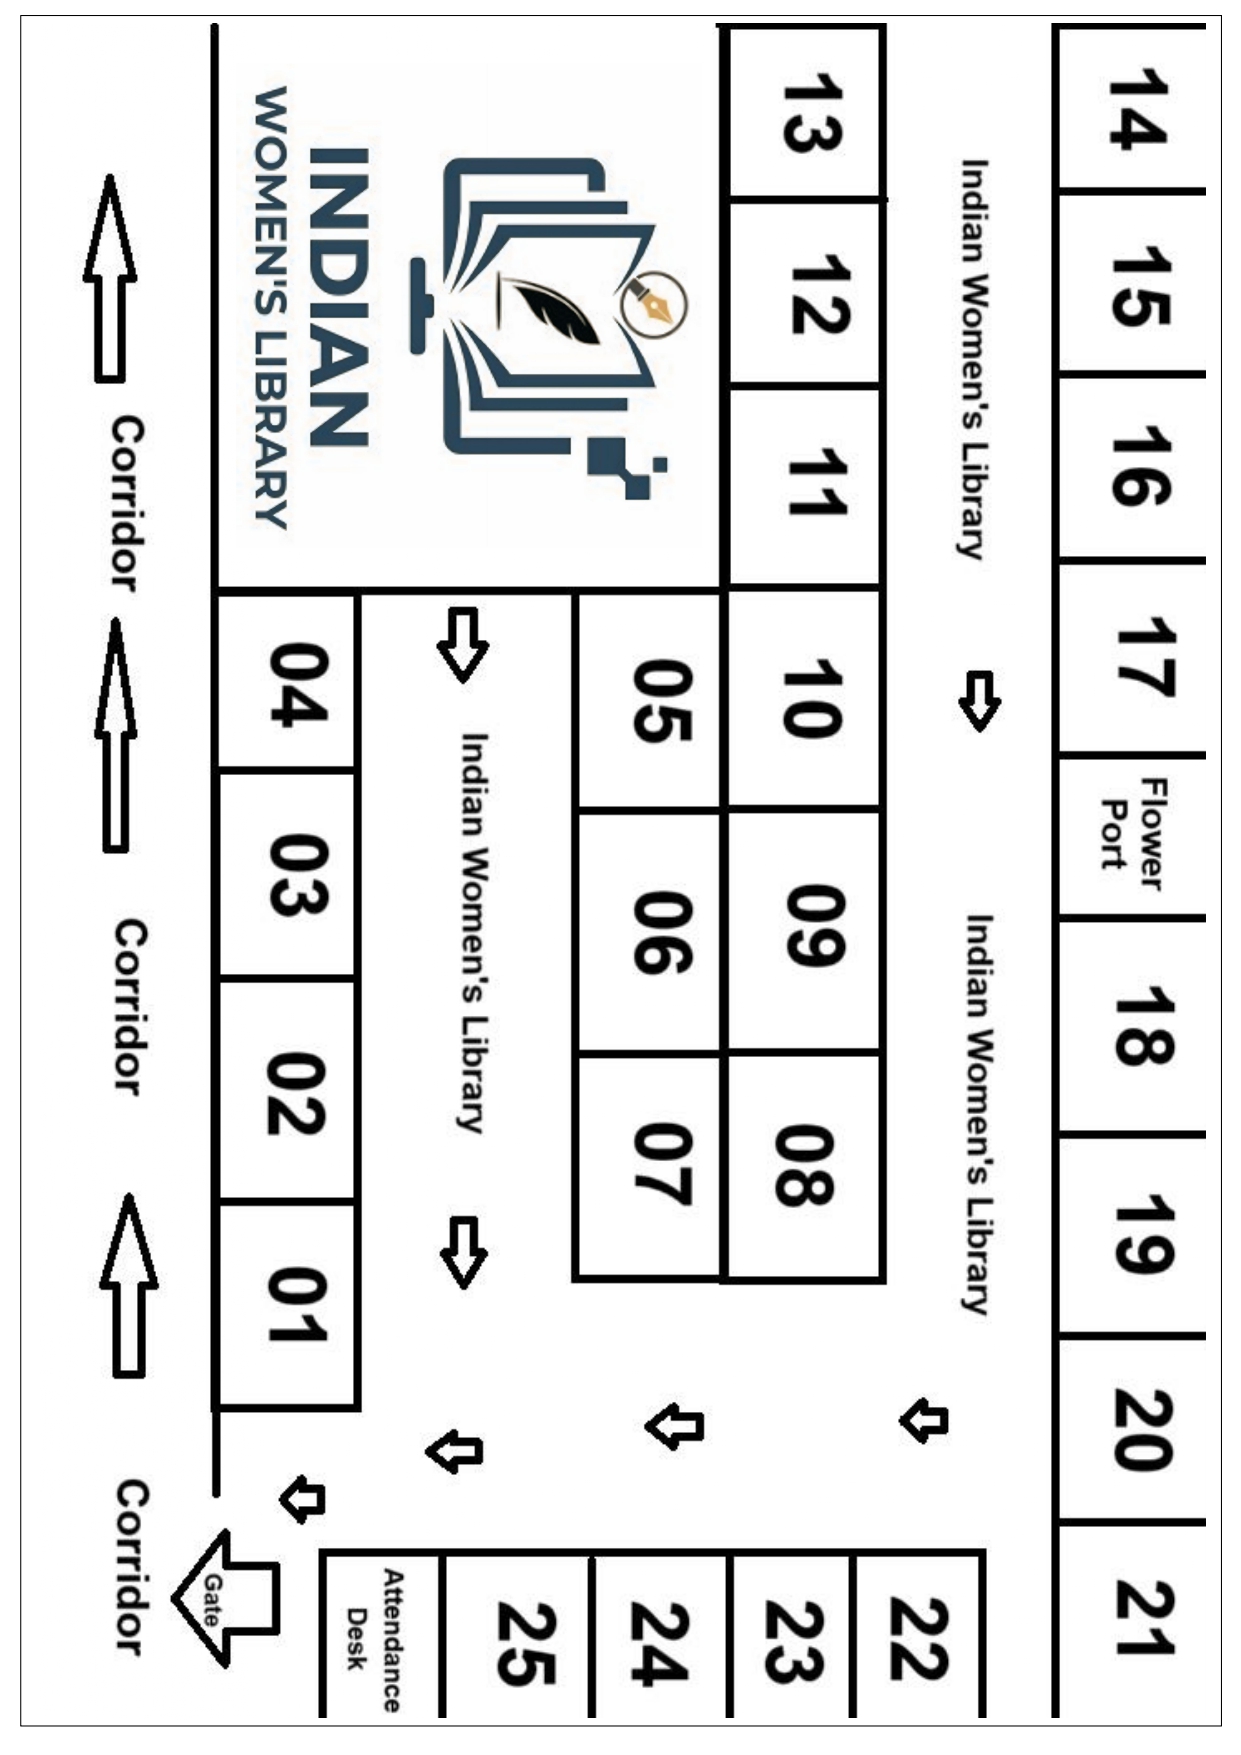 14
15
16
17
Flower
Port
18
19
20
21
Indian Women's Library
Indian Women's Library
13
12
11
10
09
08
22
23
24
25
Attendance
Desk
05
06
07
Indian Women's Library
INDIAN
WOMEN'S LIBRARY
04
03
02
01
Gate
Corridor
Corridor
Corridor